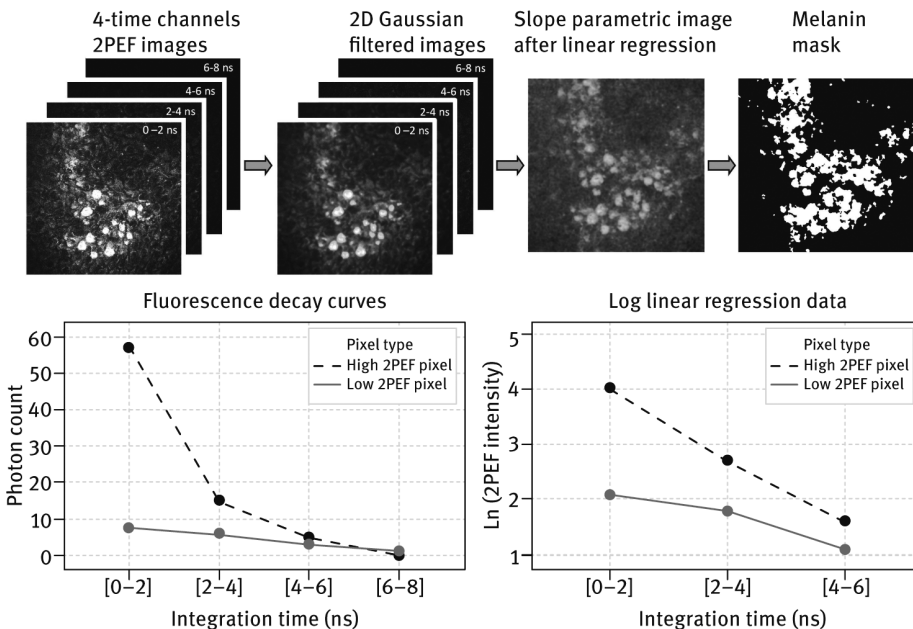 4-time channels
2PEF images
2D Gaussian
filtered images
Slope parametric image
after linear regression
Melanin
mask
6-8 ns
4-6 ns
2-4 ns
0-2 ns
6-8 ns
4-6 ns
2-4 ns
0-2 ns
Fluorescence decay curves
Photon count
60
50
40
30
20
10
0
Pixel type
High 2PEF pixel
Low 2PEF pixel
[0-2]
[2-4]
[4-6]
[6-8]
Integration time (ns)
Log linear regression data
Ln (2PEF intensity)
5
4
3
2
1
Pixel type
High 2PEF pixel
Low 2PEF pixel
[0-2]
[2-4]
[4-6]
Integration time (ns)